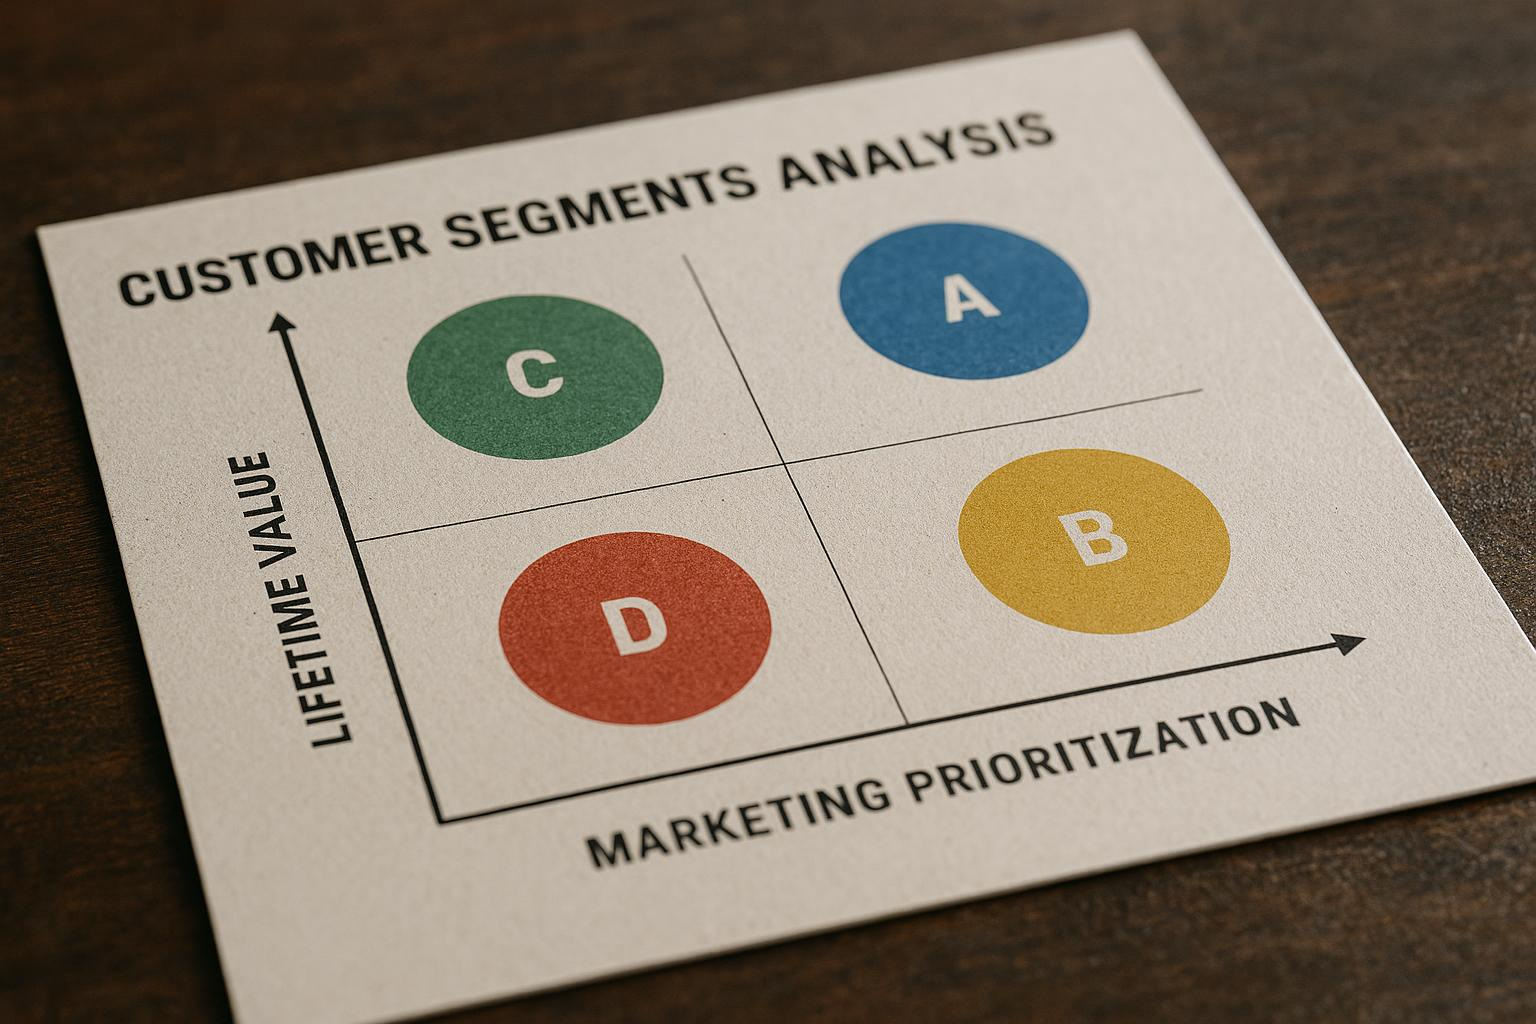 CUSTOMER SEGMENTS ANALYSIS
C
A
LIFETIME VALUE
D
B
MARKETING PRIORITIZATION